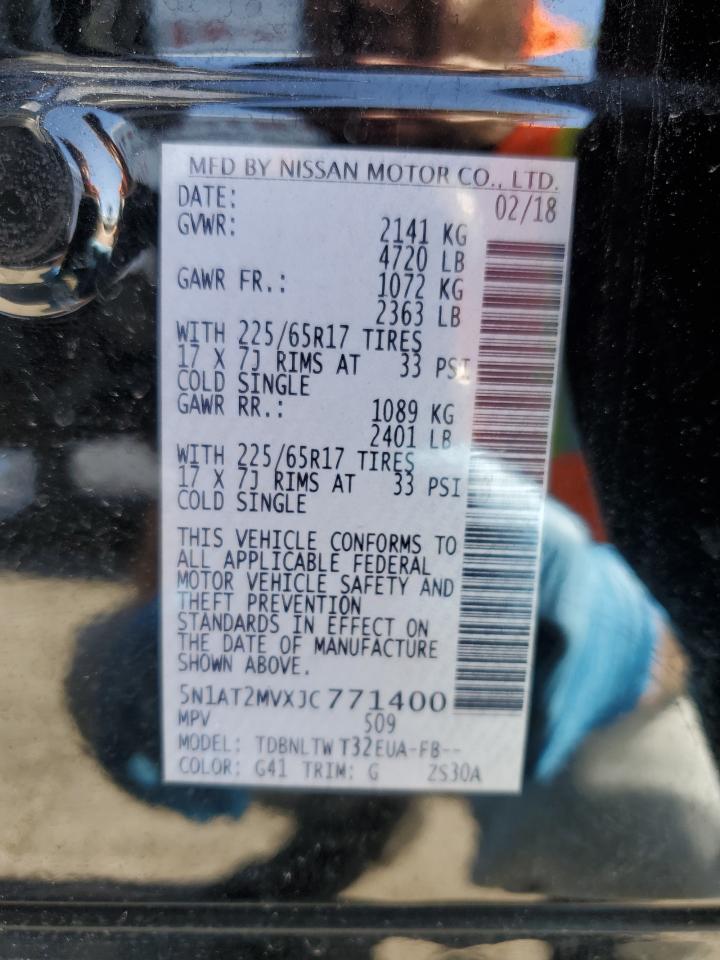 MFD BY NISSAN MOTOR CO., LTD.
DATE: 02/18
GVWR: 2141 KG
4720 LB
GAWR FR.: 1072 KG
2363 LB
WITH 225/65R17 TIRES
17 X 7J RIMS AT 33 PSI
COLD SINGLE
GAWR RR.: 1089 KG
2401 LB
WITH 225/65R17 TIRES
17 X 7J RIMS AT 33 PSI
COLD SINGLE
THIS VEHICLE CONFORMS TO
ALL APPLICABLE FEDERAL
MOTOR VEHICLE SAFETY AND
THEFT PREVENTION
STANDARDS IN EFFECT ON
THE DATE OF MANUFACTURE
SHOWN ABOVE.
5N1AT2MVXJC771400
MPV 509
MODEL: TDBNLTW T32EUA-FB--
COLOR: G41 TRIM: G ZS30A